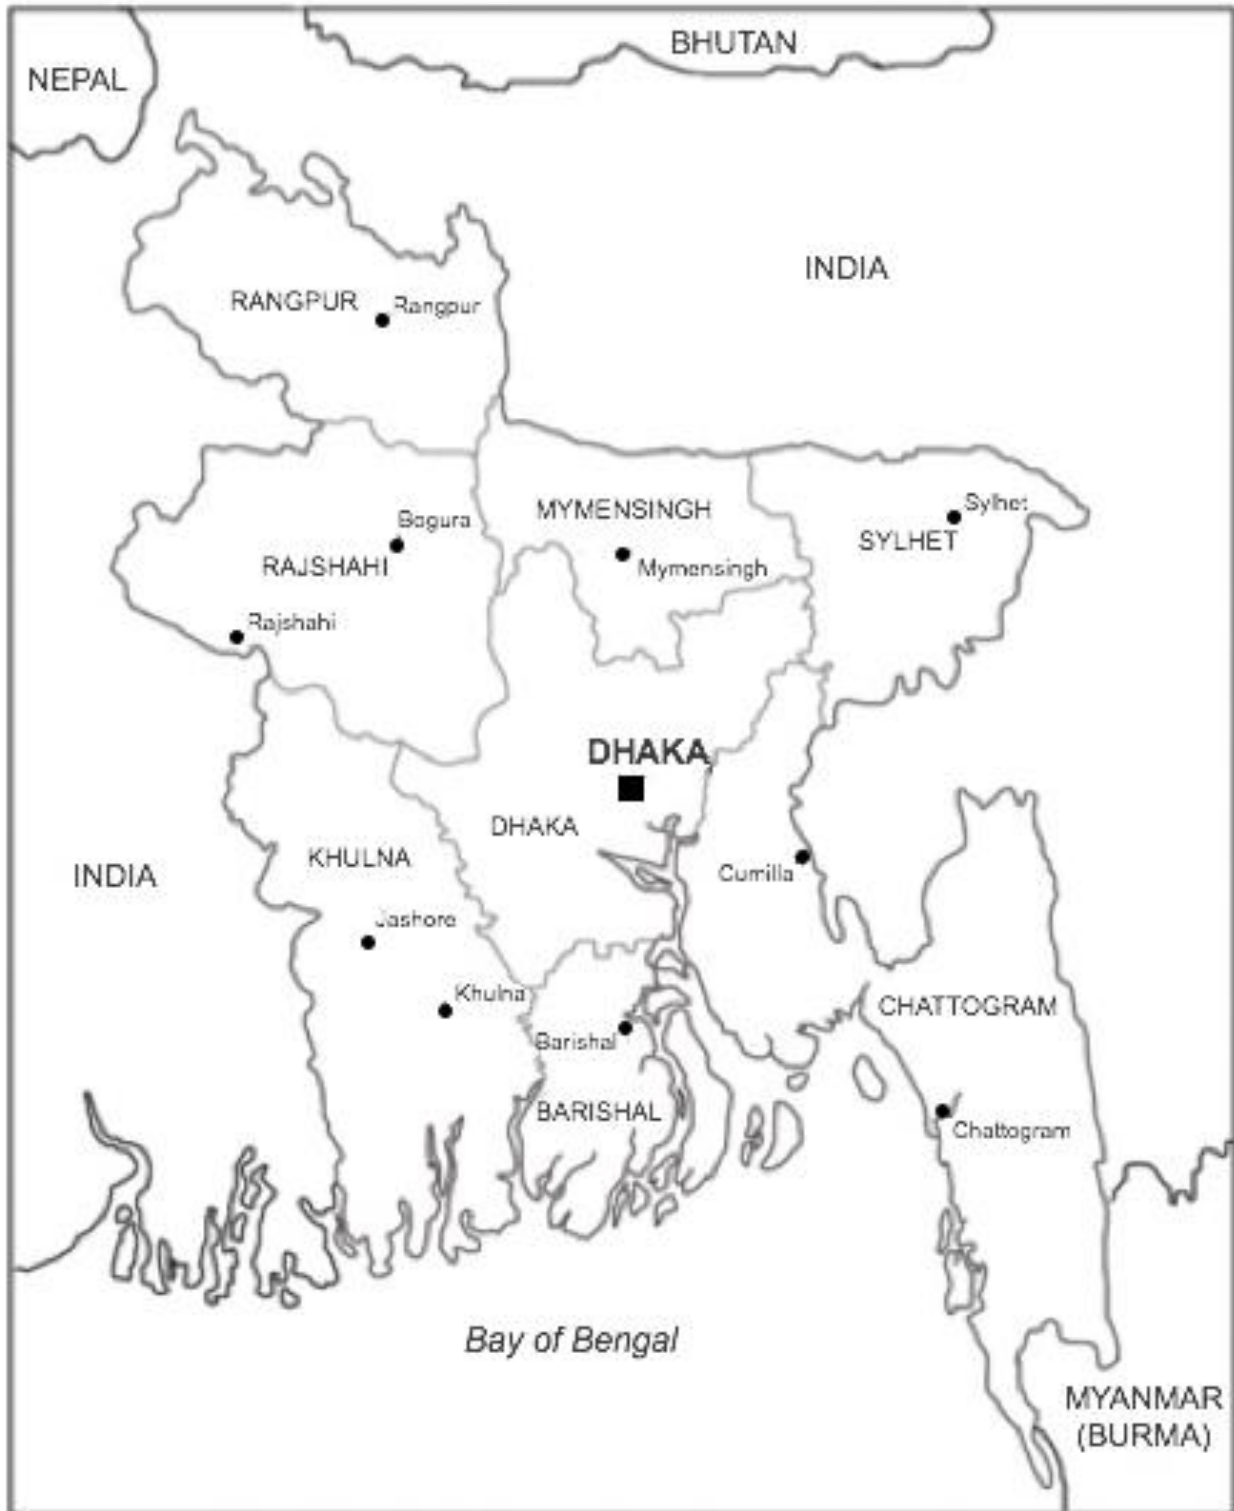 BHUTAN
NEPAL
INDIA
RANGPUR
Rangpur
Sylhet
MYMENSINGH
Bogura
SYLHET
RAJSHAHI
Mymensingh
Rajshahi
DHAKA
DHAKA
KHULNA
INDIA
Cumilla
Jashore
Khulna
CHATTOGRAM
Barishal
BARISHAL
Chattogram
Bay of Bengal
MYANMAR
(BURMA)